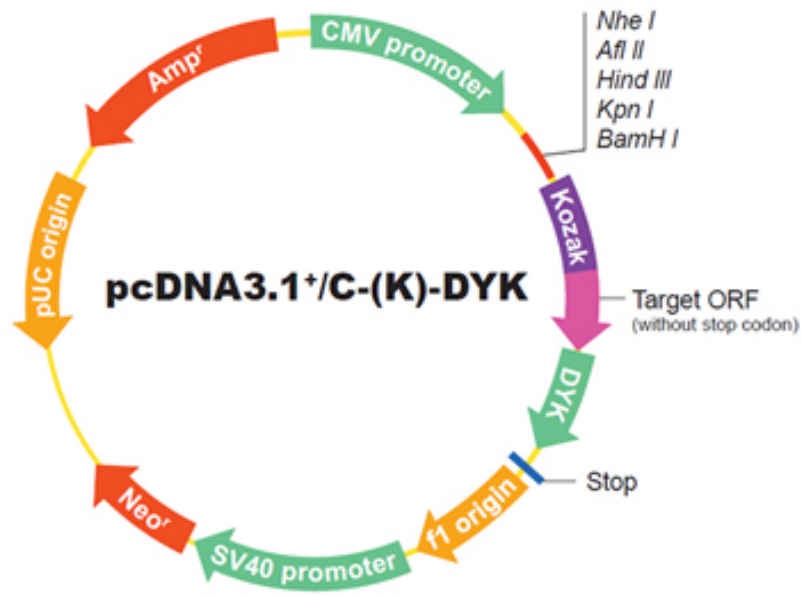 CMV promoter
Nhe I
Afl II
Hind III
Kpn I
BamH I
Kozak
Target ORF
(without stop codon)
DYK
Stop
f1 origin
SV40 promoter
Neoʳ
pUC origin
Ampʳ
pcDNA3.1⁺/C-(K)-DYK